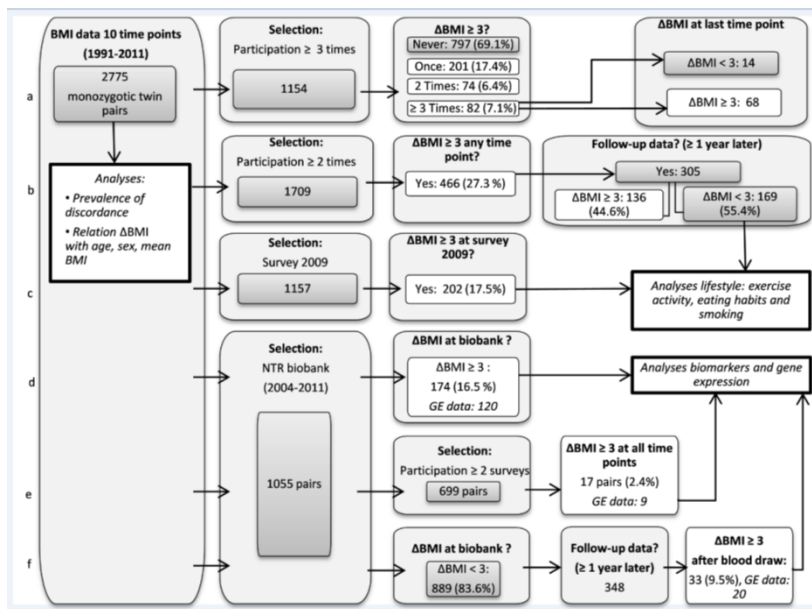 BMI data 10 time points
(1991-2011)
2775
monozygotic twin
pairs
Analyses:
• Prevalence of
discordance
• Relation ΔBMI
with age, sex, mean
BMI
a
Selection:
Participation ≥ 3 times
1154
ΔBMI ≥ 3?
Never: 797 (69.1%)
Once: 201 (17.4%)
2 Times: 74 (6.4%)
≥ 3 Times: 82 (7.1%)
ΔBMI at last time point
ΔBMI < 3: 14
ΔBMI ≥ 3: 68
b
Selection:
Participation ≥ 2 times
1709
ΔBMI ≥ 3 any time
point?
Yes: 466 (27.3 %)
Follow-up data? (≥ 1 year later)
Yes: 305
ΔBMI ≥ 3: 136
(44.6%)
ΔBMI < 3: 169
(55.4%)
c
Selection:
Survey 2009
1157
ΔBMI ≥ 3 at survey
2009?
Yes: 202 (17.5%)
Analyses lifestyle: exercise
activity, eating habits and
smoking
d
Selection:
NTR biobank
(2004-2011)
1055 pairs
ΔBMI at biobank ?
ΔBMI ≥ 3 :
174 (16.5 %)
GE data: 120
Analyses biomarkers and gene
expression
e
Selection:
Participation ≥ 2 surveys
699 pairs
ΔBMI ≥ 3 at all time
points
17 pairs (2.4%)
GE data: 9
f
ΔBMI at biobank ?
ΔBMI < 3:
889 (83.6%)
Follow-up data?
(≥ 1 year later)
348
ΔBMI ≥ 3
after blood draw:
33 (9.5%), GE data:
20